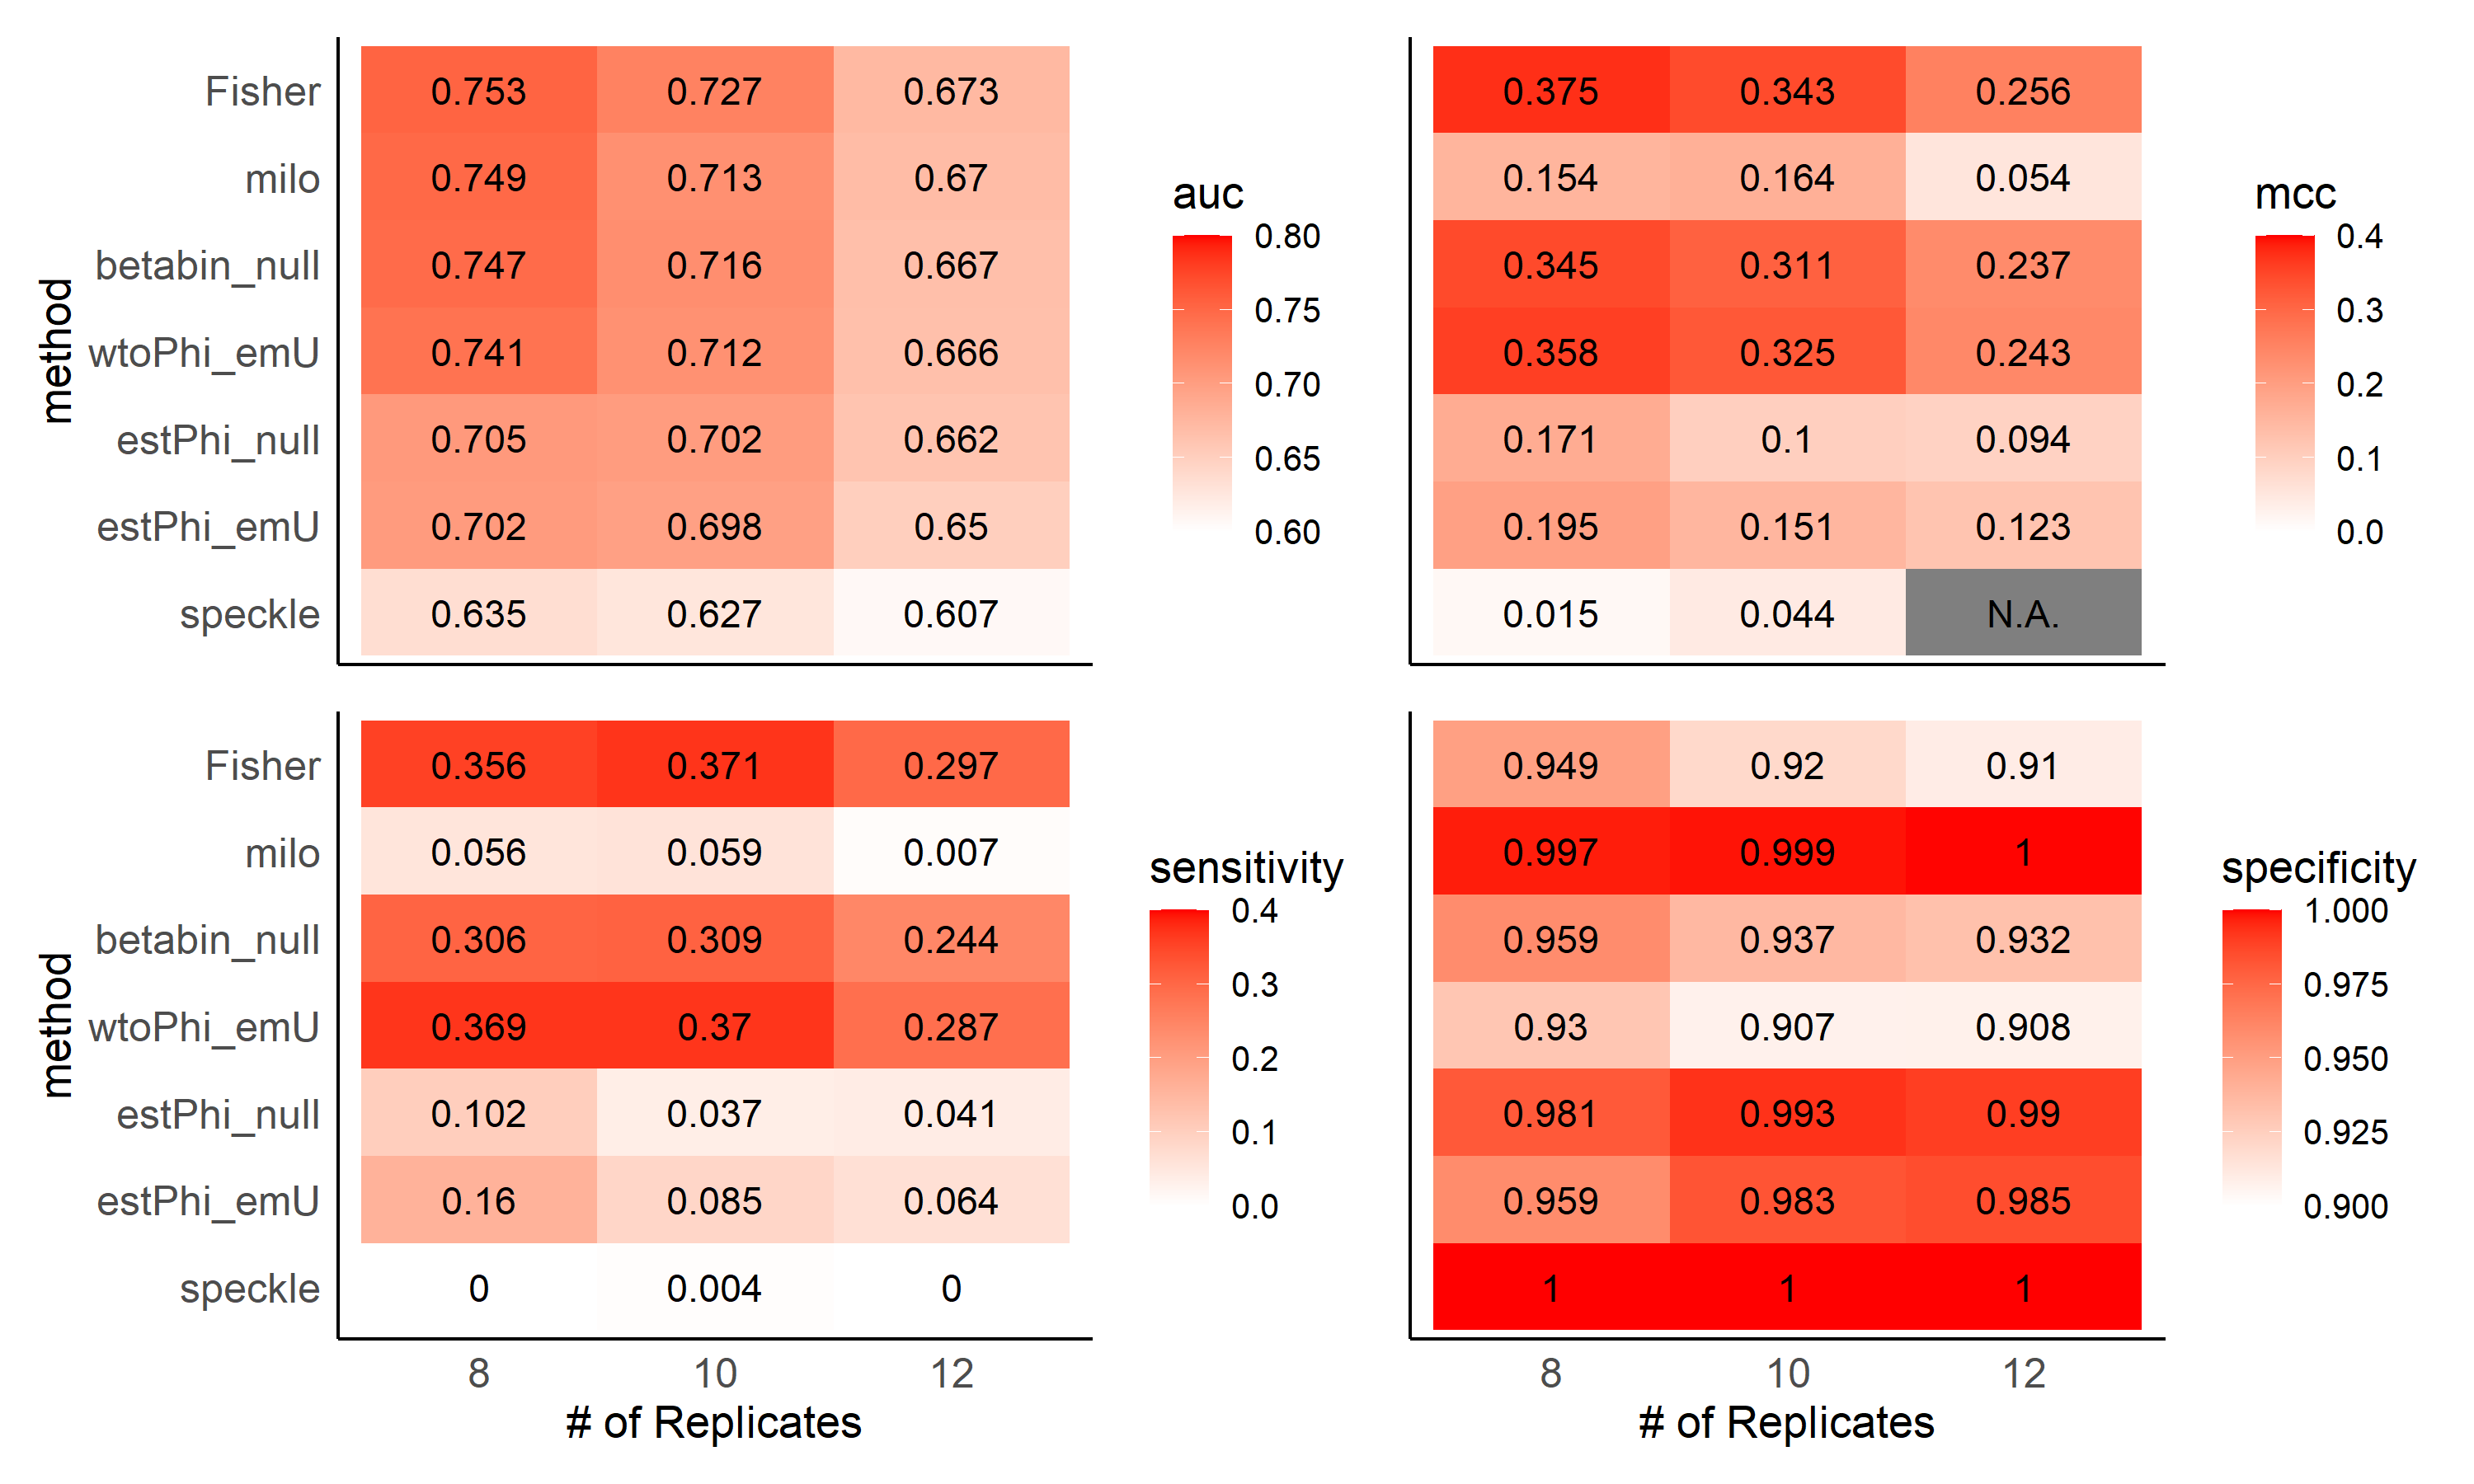 method
Fisher 0.753 0.727 0.673
milo 0.749 0.713 0.67
betabin_null 0.747 0.716 0.667
wtoPhi_emU 0.741 0.712 0.666
estPhi_null 0.705 0.702 0.662
estPhi_emU 0.702 0.698 0.65
speckle 0.635 0.627 0.607
auc
0.80
0.75
0.70
0.65
0.60
0.375 0.343 0.256
0.154 0.164 0.054
0.345 0.311 0.237
0.358 0.325 0.243
0.171 0.1 0.094
0.195 0.151 0.123
0.015 0.044 N.A.
mcc
0.4
0.3
0.2
0.1
0.0
method
Fisher 0.356 0.371 0.297
milo 0.056 0.059 0.007
betabin_null 0.306 0.309 0.244
wtoPhi_emU 0.369 0.37 0.287
estPhi_null 0.102 0.037 0.041
estPhi_emU 0.16 0.085 0.064
speckle 0 0.004 0
8 10 12
# of Replicates
sensitivity
0.4
0.3
0.2
0.1
0.0
0.949 0.92 0.91
0.997 0.999 1
0.959 0.937 0.932
0.93 0.907 0.908
0.981 0.993 0.99
0.959 0.983 0.985
1 1 1
8 10 12
# of Replicates
specificity
1.000
0.975
0.950
0.925
0.900